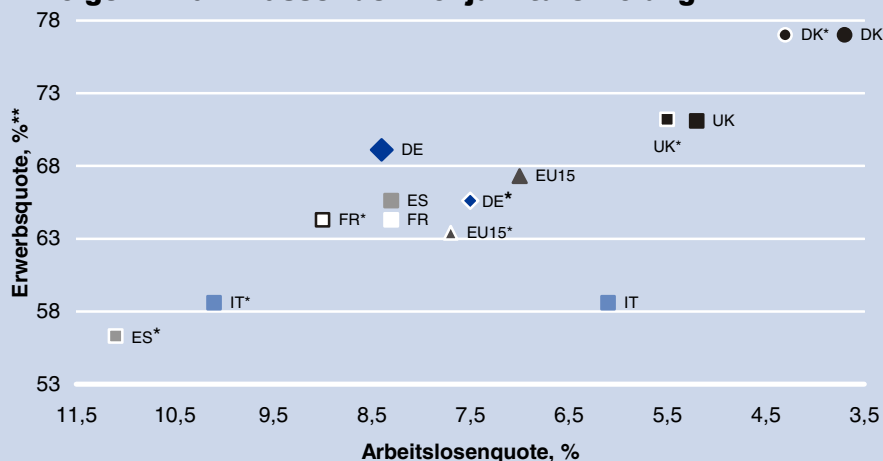 78
73
68
63
58
53
Erwerbsquote, %**
DK* DK
UK
UK*
DE
EU15
ES
DE*
FR* FR
EU15*
IT* IT
ES*
11,5 10,5 9,5 8,5 7,5 6,5 5,5 4,5 3,5
Arbeitslosenquote, %